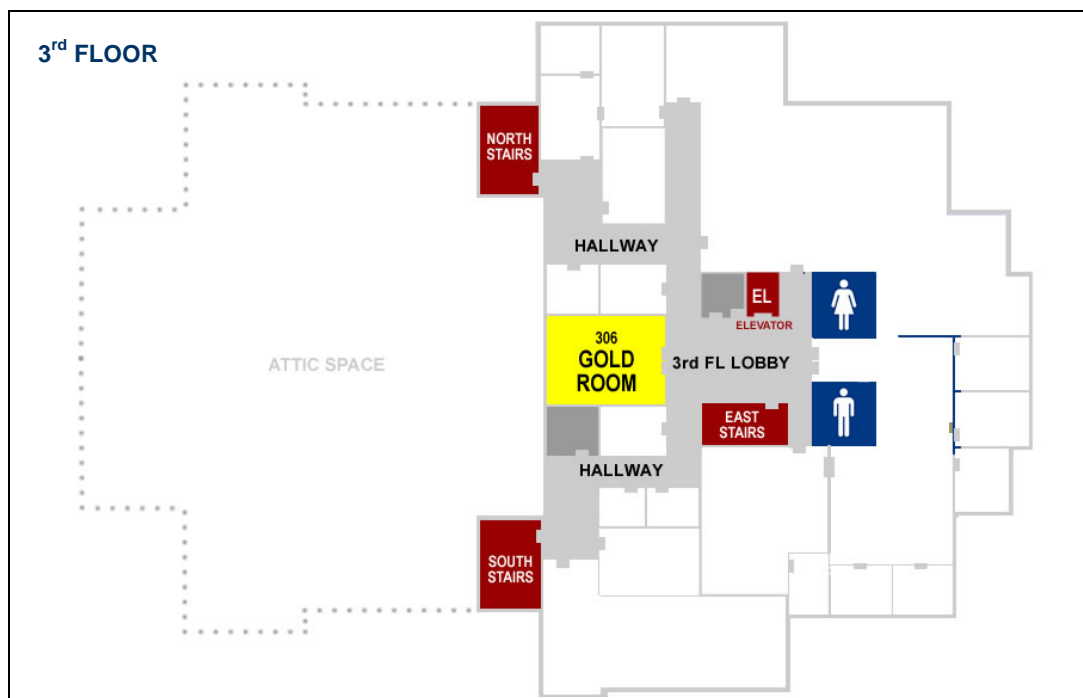 3rd FLOOR
NORTH
STAIRS
HALLWAY
EL
ELEVATOR
306
GOLD
ROOM
3rd FL LOBBY
ATTIC SPACE
EAST
STAIRS
HALLWAY
SOUTH
STAIRS